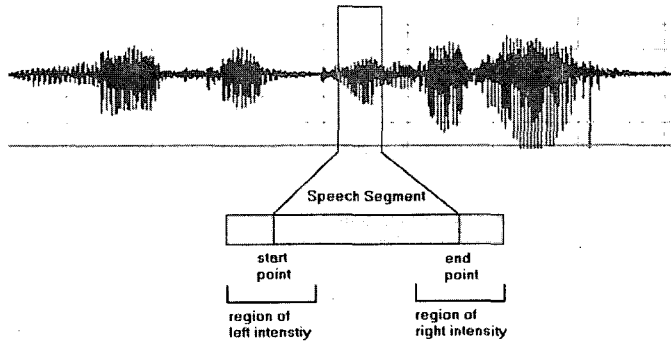 Speech Segment
start
point
end
point
region of
left intenstiy
region of
right intensity